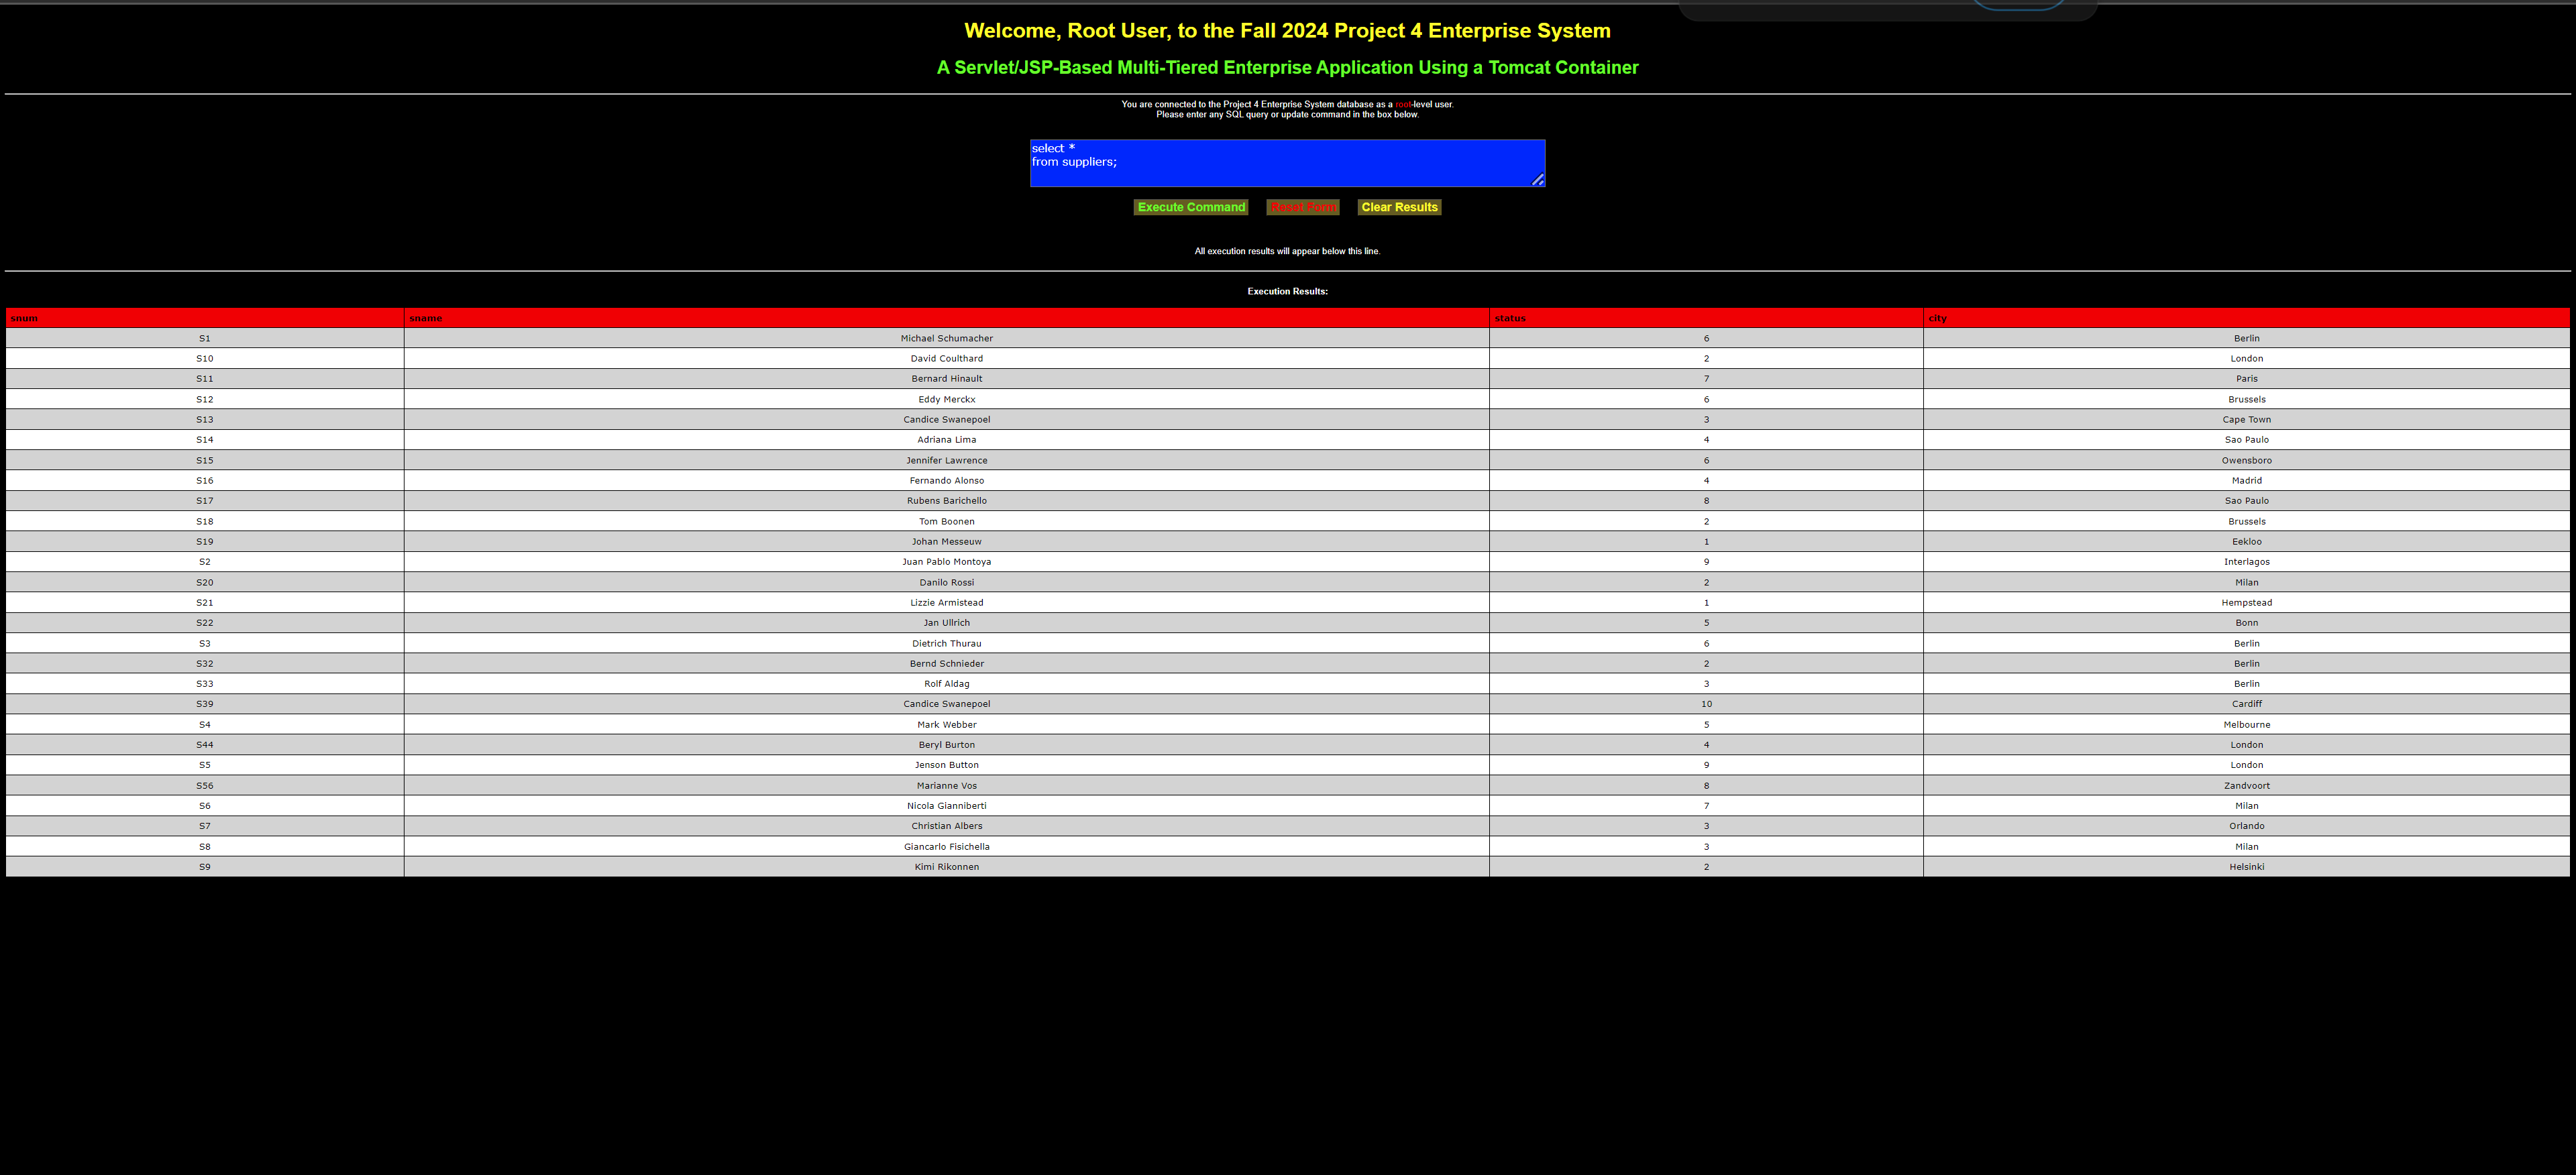 Welcome, Root User, to the Fall 2024 Project 4 Enterprise System
A Servlet/JSP-Based Multi-Tiered Enterprise Application Using a Tomcat Container
You are connected to the Project 4 Enterprise System database as a root-level user.
Please enter any SQL query or update command in the box below.
select *
from suppliers;
Execute Command Reset Form Clear Results
All execution results will appear below this line.
Execution Results:
snum sname status city
S1 Michael Schumacher 6 Berlin
S10 David Coulthard 2 London
S11 Bernard Hinault 7 Paris
S12 Eddy Merckx 6 Brussels
S13 Candice Swanepoel 3 Cape Town
S14 Adriana Lima 4 Sao Paulo
S15 Jennifer Lawrence 6 Owensboro
S16 Fernando Alonso 4 Madrid
S17 Rubens Barichello 8 Sao Paulo
S18 Tom Boonen 2 Brussels
S19 Johan Messeuw 1 Eekloo
S2 Juan Pablo Montoya 9 Interlagos
S20 Danilo Rossi 2 Milan
S21 Lizzie Armistead 1 Hempstead
S22 Jan Ullrich 5 Bonn
S3 Dietrich Thurau 6 Berlin
S32 Bernd Schnieder 2 Berlin
S33 Rolf Aldag 3 Berlin
S39 Candice Swanepoel 10 Cardiff
S4 Mark Webber 5 Melbourne
S44 Beryl Burton 4 London
S5 Jenson Button 9 London
S56 Marianne Vos 8 Zandvoort
S6 Nicola Gianniberti 7 Milan
S7 Christian Albers 3 Orlando
S8 Giancarlo Fisichella 3 Milan
S9 Kimi Rikonnen 2 Helsinki